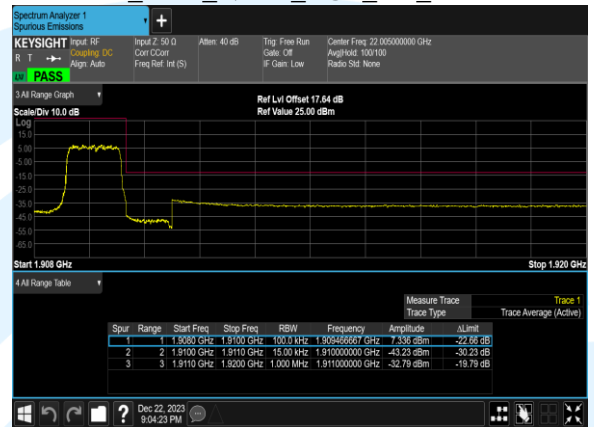 Spectrum Analyzer 1
Spurious Emissions
+
KEYSIGHT Input: RF Input Z: 50 Ω Atten: 40 dB Trig: Free Run Center Freq: 22.005000000 GHz
R T Coupling: DC Corr CCorr Gate: Off Avg|Hold: 100/100
Align: Auto Freq Ref: Int (S) IF Gain: Low Radio Std: None
LV PASS
3 All Range Graph
Ref Lvl Offset 17.64 dB
Scale/Div 10.0 dB Ref Value 25.00 dBm
Log
15.0
5.00
-5.00
-15.0
-25.0
-35.0
-45.0
-55.0
-65.0
Start 1.908 GHz Stop 1.920 GHz
4 All Range Table
Measure Trace Trace 1
Trace Type Trace Average (Active)
Spur Range Start Freq Stop Freq RBW Frequency Amplitude ΔLimit
1 1 1.9080 GHz 1.9100 GHz 100.0 kHz 1.909466667 GHz 7.336 dBm -22.66 dB
2 2 1.9100 GHz 1.9110 GHz 15.00 kHz 1.910000000 GHz -43.23 dBm -30.23 dB
3 3 1.9110 GHz 1.9200 GHz 1.000 MHz 1.911000000 GHz -32.79 dBm -19.79 dB
? Dec 22, 2023
9:04:23 PM